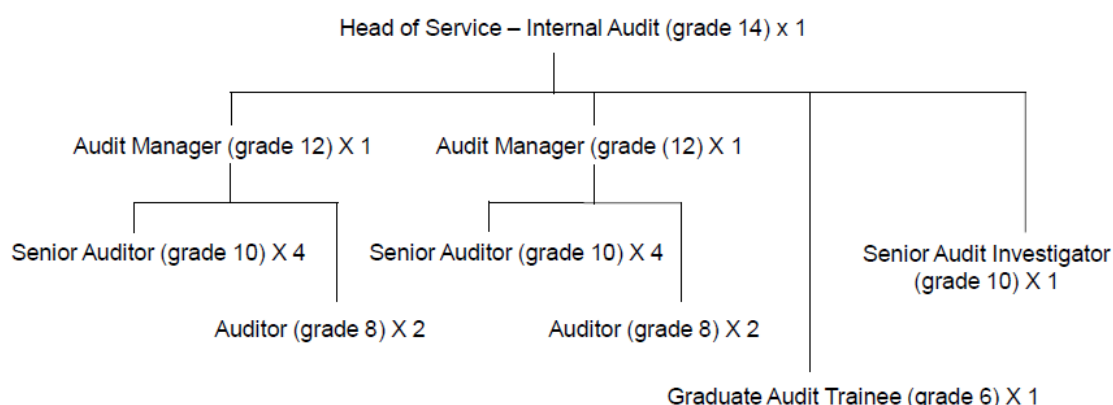 Head of Service – Internal Audit (grade 14) x 1
Audit Manager (grade 12) X 1
Audit Manager (grade (12) X 1
Senior Auditor (grade 10) X 4
Senior Auditor (grade 10) X 4
Senior Audit Investigator
(grade 10) X 1
Auditor (grade 8) X 2
Auditor (grade 8) X 2
Graduate Audit Trainee (grade 6) X 1